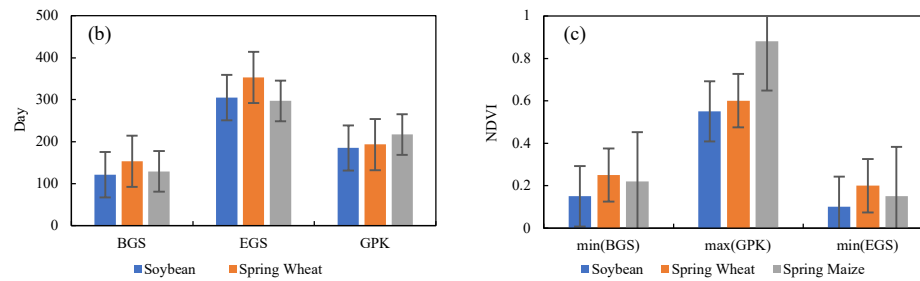 (b)
500
400
300
200
100
0
Day
BGS EGS GPK
Soybean Spring Wheat
(c)
1
0.8
0.6
0.4
0.2
0
NDVI
min(BGS) max(GPK) min(EGS)
Soybean Spring Wheat Spring Maize